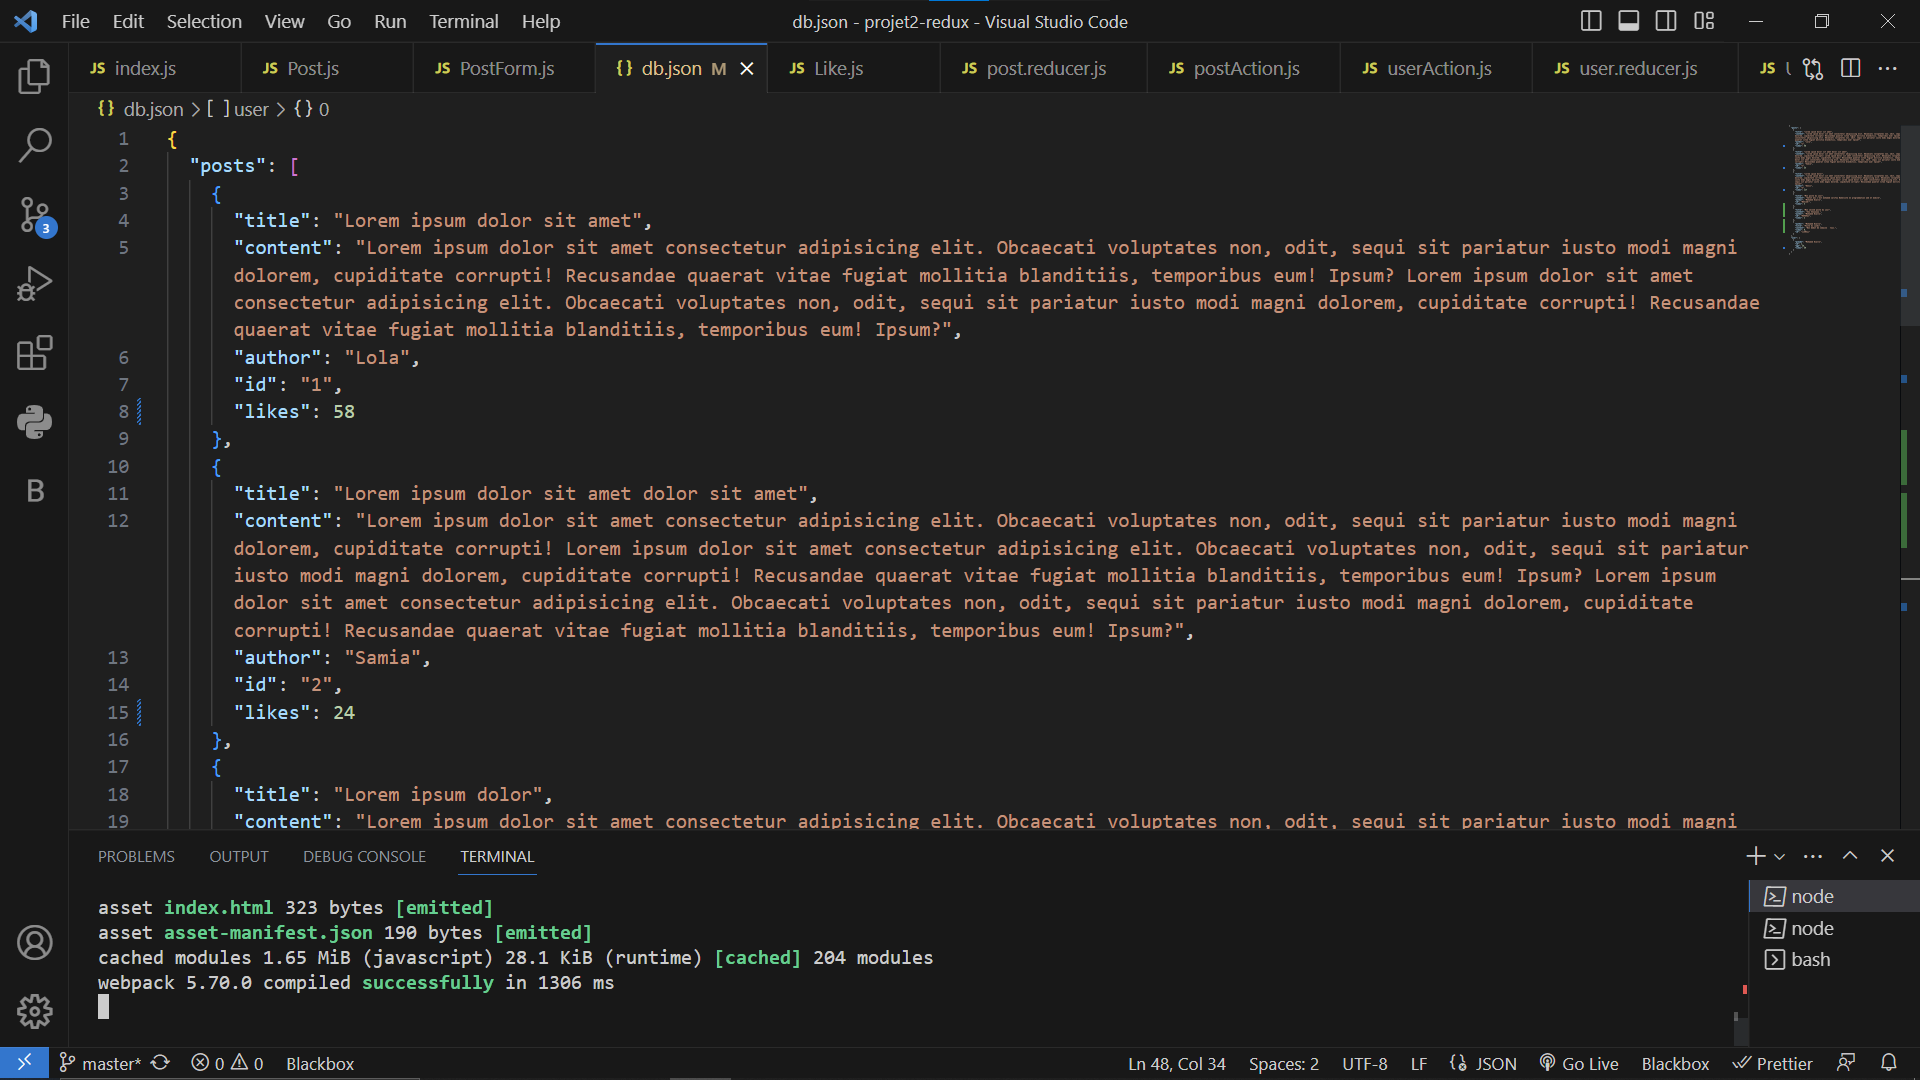 File Edit Selection View Go Run Terminal Help
db.json - projet2-redux - Visual Studio Code
JS index.js
JS Post.js
JS PostForm.js
{} db.json M
JS Like.js
JS post.reducer.js
JS postAction.js
JS userAction.js
JS user.reducer.js
JS
{} db.json > [ ] user > {} 0
1 {
2 "posts": [
3 {
4 "title": "Lorem ipsum dolor sit amet",
5 "content": "Lorem ipsum dolor sit amet consectetur adipisicing elit. Obcaecati voluptates non, odit, sequi sit pariatur iusto modi magni
dolorem, cupiditate corrupti! Recusandae quaerat vitae fugiat mollitia blanditiis, temporibus eum! Ipsum? Lorem ipsum dolor sit amet
consectetur adipisicing elit. Obcaecati voluptates non, odit, sequi sit pariatur iusto modi magni dolorem, cupiditate corrupti! Recusandae
quaerat vitae fugiat mollitia blanditiis, temporibus eum! Ipsum?",
6 "author": "Lola",
7 "id": "1",
8 "likes": 58
9 },
10 {
11 "title": "Lorem ipsum dolor sit amet dolor sit amet",
12 "content": "Lorem ipsum dolor sit amet consectetur adipisicing elit. Obcaecati voluptates non, odit, sequi sit pariatur iusto modi magni
dolorem, cupiditate corrupti! Lorem ipsum dolor sit amet consectetur adipisicing elit. Obcaecati voluptates non, odit, sequi sit pariatur
iusto modi magni dolorem, cupiditate corrupti! Recusandae quaerat vitae fugiat mollitia blanditiis, temporibus eum! Ipsum? Lorem ipsum
dolor sit amet consectetur adipisicing elit. Obcaecati voluptates non, odit, sequi sit pariatur iusto modi magni dolorem, cupiditate
corrupti! Recusandae quaerat vitae fugiat mollitia blanditiis, temporibus eum! Ipsum?",
13 "author": "Samia",
14 "id": "2",
15 "likes": 24
16 },
17 {
18 "title": "Lorem ipsum dolor",
19 "content": "Lorem ipsum dolor sit amet consectetur adipisicing elit. Obcaecati voluptates non, odit, sequi sit pariatur iusto modi magni
3
B
PROBLEMS OUTPUT DEBUG CONSOLE TERMINAL
asset index.html 323 bytes [emitted]
asset asset-manifest.json 190 bytes [emitted]
cached modules 1.65 MiB (javascript) 28.1 KiB (runtime) [cached] 204 modules
webpack 5.70.0 compiled successfully in 1306 ms
node
node
bash
master* 0 0 Blackbox
Ln 48, Col 34 Spaces: 2 UTF-8 LF {} JSON Go Live Blackbox Prettier